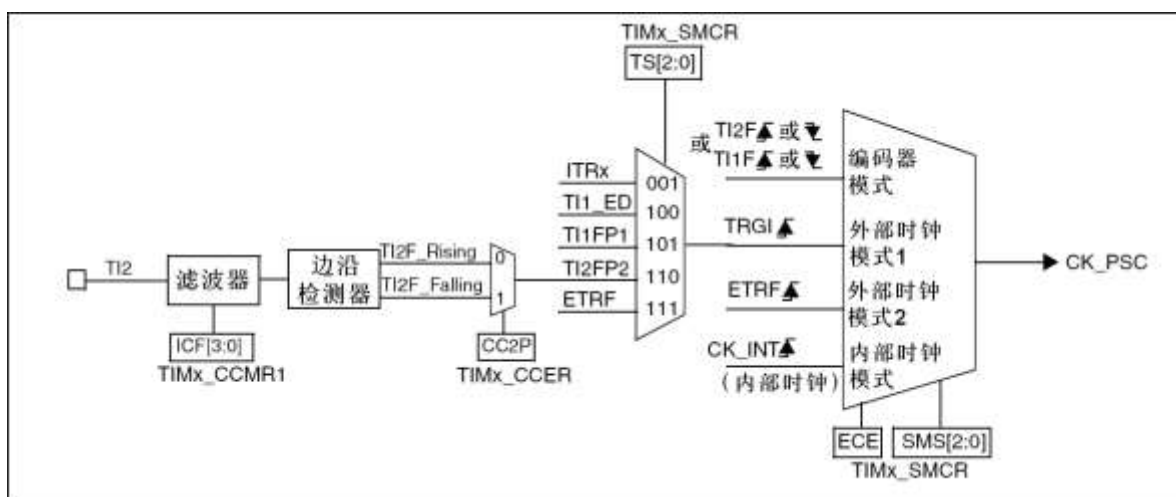 TIMx_SMCR
TS[2:0]
ITRx
TI1_ED
TI1FP1
TI2FP2
ETRF
001
100
101
110
111
TI2
滤波器
ICF[3:0]
TIMx_CCMR1
边沿
检测器
TI2F_Rising
TI2F_Falling
0
1
CC2P
TIMx_CCER
或
TI2F 或
TI1F 或
编码器
模式
TRGI
外部时钟
模式1
ETRF
外部时钟
模式2
CK_INT
(内部时钟)
内部时钟
模式
CK_PSC
ECE
SMS[2:0]
TIMx_SMCR